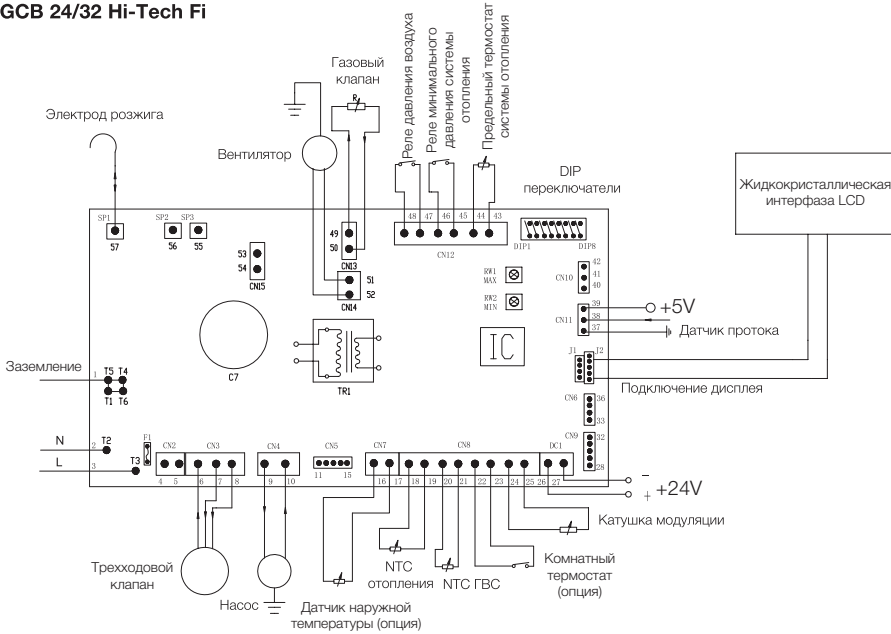 GCB 24/32 Hi-Tech Fi
Электрод розжига
Газовый
клапан
R
Вентилятор
Реле давления воздуха
Реле минимального
давления системы
отопления
Предельный термостат
системы отопления
DIP
переключатели
Жидкокристаллическая
интерфаза LCD
SP1
57
SP2
56
SP3
55
53
54
CN15
49
50
CN13
51
52
CN14
48 47 46 45 44 43
CN12
DIP1 DIP8
RW1
MAX
RW2
MIN
IC
CN10
42
41
40
CN11
39
38
37
+5V
Датчик протока
J1 J2
Подключение дисплея
CN6
36
33
CN9
32
28
C7
TR1
Заземление
1
T5 T4
T1 T6
N
2
T2
L
3
T3
F1
CN2
4 5
CN3
6 7 8
CN4
9 10
CN5
11 15
CN7
16 17
CN8
18 19 20 21 22 23 24 25
DC1
26 27
−
+ +24V
Катушка модуляции
Трехходовой
клапан
Насос
Датчик наружной
температуры (опция)
NTC
отопления
NTC ГВС
Комнатный
термостат
(опция)